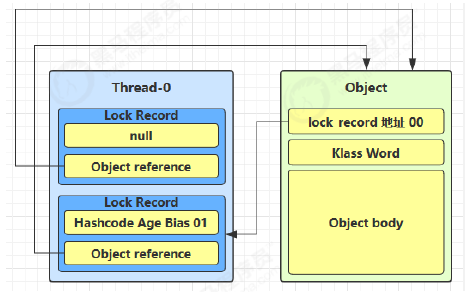 Thread-0
Lock Record
null
Object reference
Lock Record
Hashcode Age Bias 01
Object reference
Object
lock record 地址 00
Klass Word
Object body